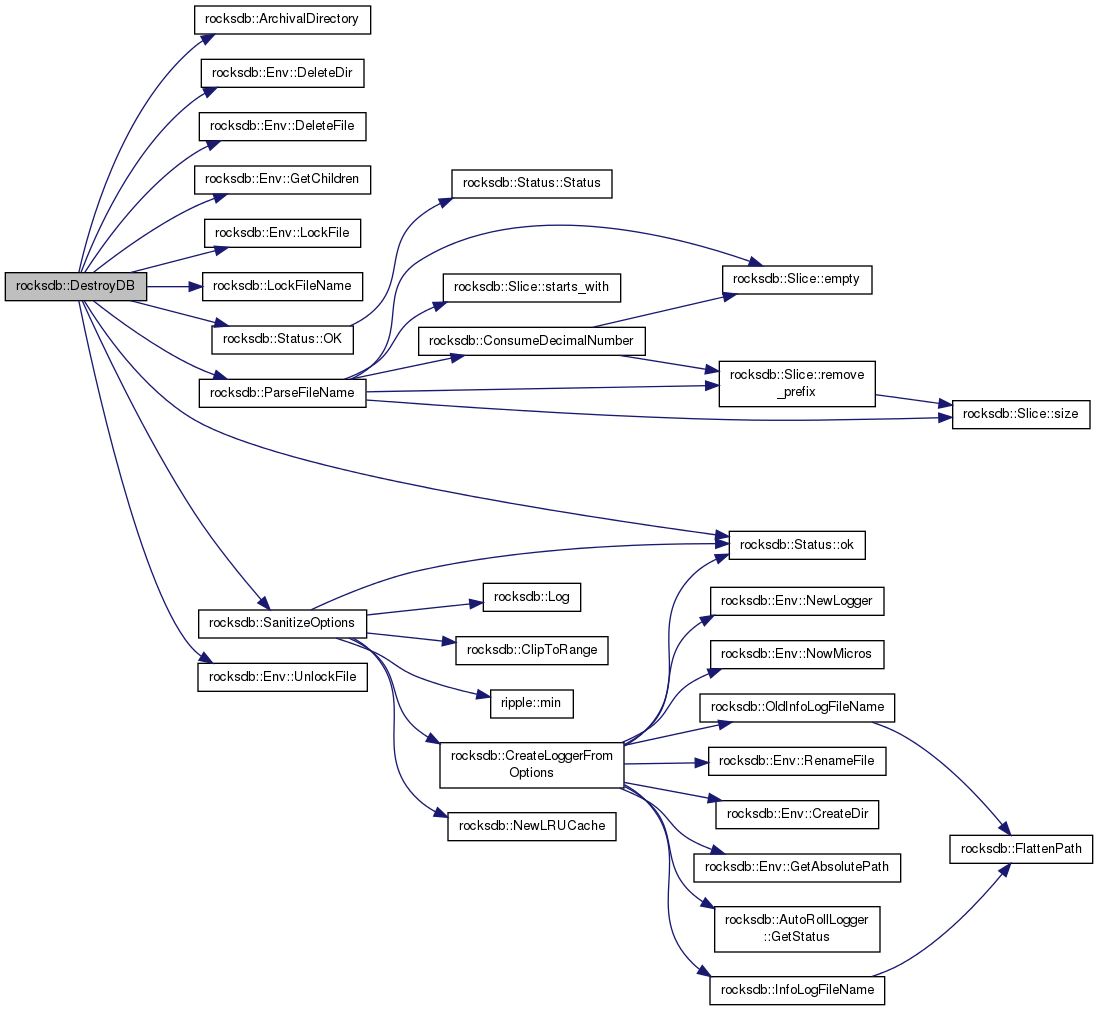 rocksdb::DestroyDB
rocksdb::ArchivalDirectory
rocksdb::Env::DeleteDir
rocksdb::Env::DeleteFile
rocksdb::Env::GetChildren
rocksdb::Env::LockFile
rocksdb::LockFileName
rocksdb::Status::OK
rocksdb::ParseFileName
rocksdb::SanitizeOptions
rocksdb::Env::UnlockFile
rocksdb::Status::Status
rocksdb::Slice::starts_with
rocksdb::ConsumeDecimalNumber
rocksdb::Log
rocksdb::ClipToRange
ripple::min
rocksdb::CreateLoggerFrom
Options
rocksdb::NewLRUCache
rocksdb::Slice::empty
rocksdb::Slice::remove
_prefix
rocksdb::Status::ok
rocksdb::Env::NewLogger
rocksdb::Env::NowMicros
rocksdb::OldInfoLogFileName
rocksdb::Env::RenameFile
rocksdb::Env::CreateDir
rocksdb::Env::GetAbsolutePath
rocksdb::AutoRollLogger
::GetStatus
rocksdb::InfoLogFileName
rocksdb::Slice::size
rocksdb::FlattenPath